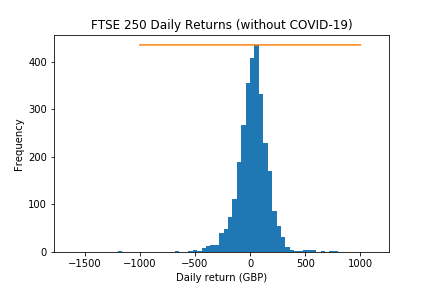 FTSE 250 Daily Returns (without COVID-19)
Frequency
400
300
200
100
0
−1500 −1000 −500 0 500 1000
Daily return (GBP)